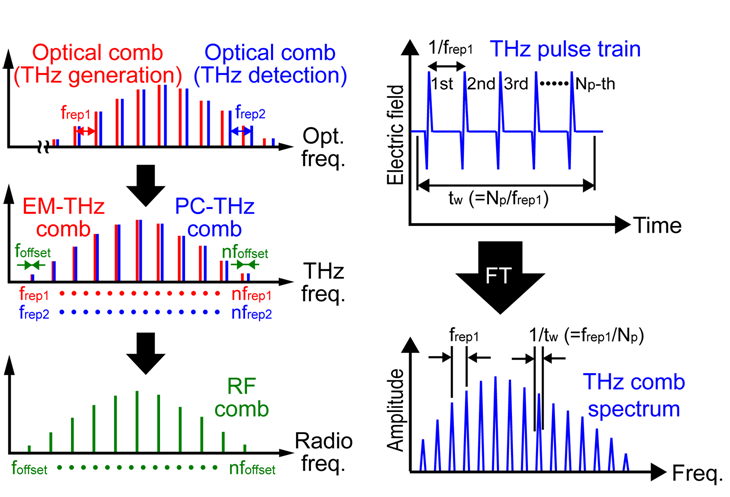 Optical comb
(THz generation)
Optical comb
(THz detection)
frep1
frep2
Opt.
freq.
EM-THz
comb
PC-THz
comb
foffset
nfoffset
THz
freq.
frep1
nfrep1
frep2
nfrep2
RF
comb
Radio
freq.
foffset
nfoffset
1/frep1
THz pulse train
1st 2nd 3rd Np-th
Electric field
tw (=Np/frep1)
Time
FT
frep1
1/tw (=frep1/Np)
THz comb
spectrum
Amplitude
Freq.